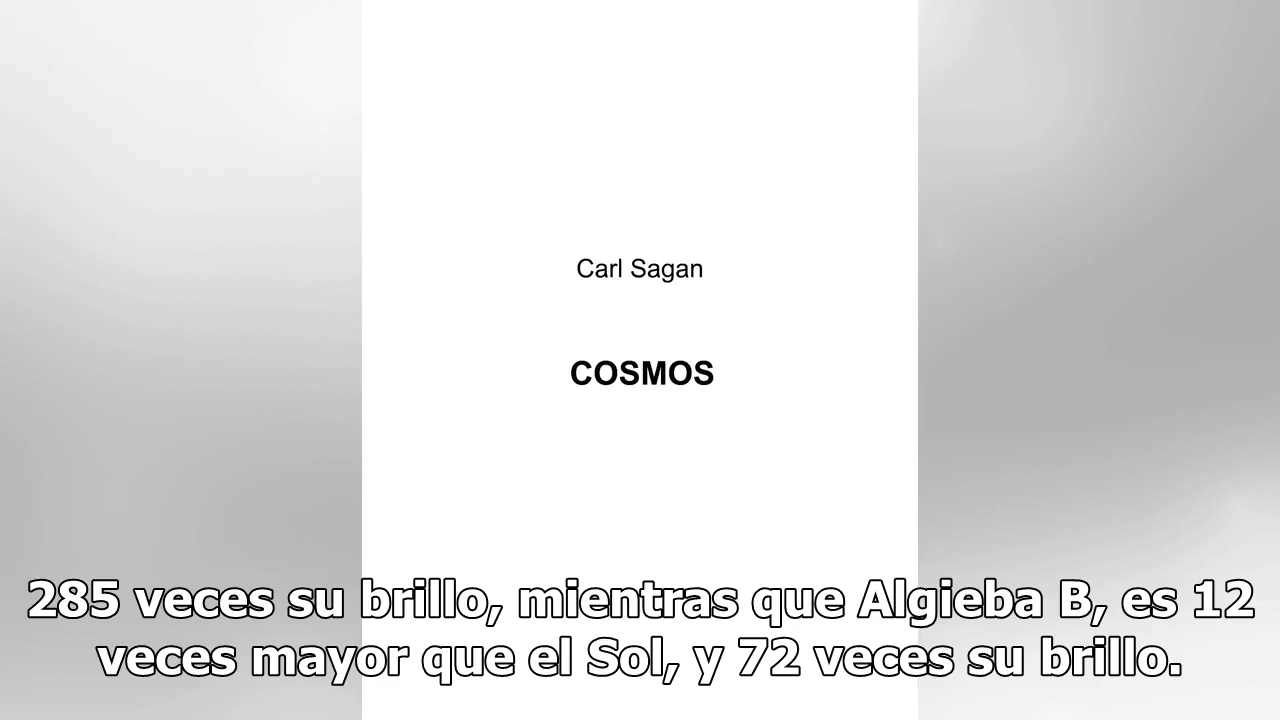 Carl Sagan
COSMOS
285 veces su brillo, mientras que Algieba B, es 12
veces mayor que el Sol, y 72 veces su brillo.